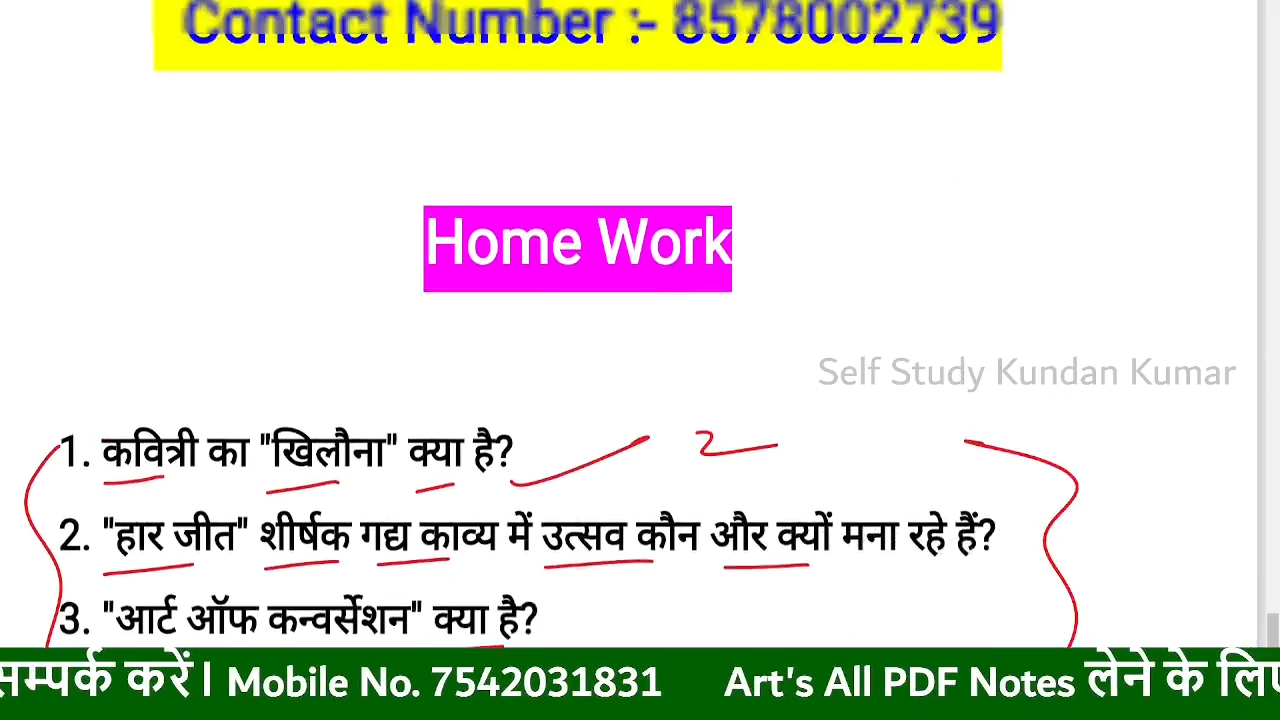 Contact Number :- 8578002739
Home Work
Self Study Kundan Kumar
1. कवित्री का "खिलौना" क्या है? 2
2. "हार जीत" शीर्षक गद्य काव्य में उत्सव कौन और क्यों मना रहे हैं?
3. "आर्ट ऑफ कन्वर्सेशन" क्या है?
सम्पर्क करें। Mobile No. 7542031831 Art's All PDF Notes लेने के